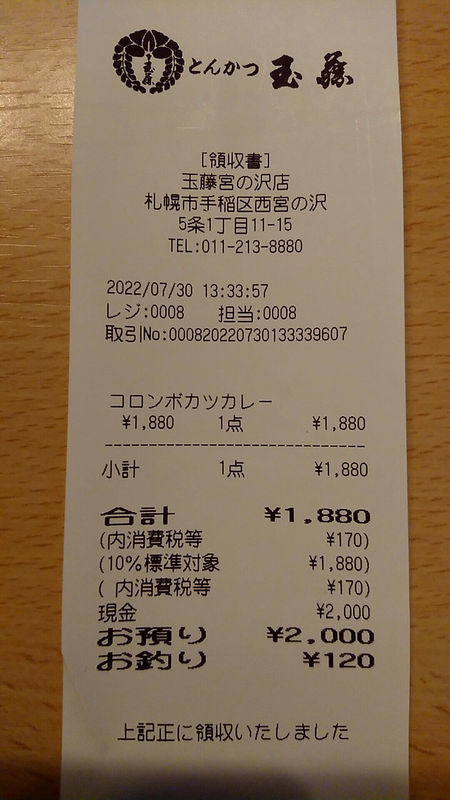 玉藤
とんかつ 玉藤
[領収書]
玉藤宮の沢店
札幌市手稲区西宮の沢
5条1丁目11-15
TEL:011-213-8880
2022/07/30 13:33:57
レジ:0008 担当:0008
取引No:000820220730133339607
コロンボカツカレー
¥1,880 1点 ¥1,880
--------------------------------
小計 1点 ¥1,880
合計 ¥1,880
(内消費税等 ¥170)
(10%標準対象 ¥1,880)
( 内消費税等 ¥170)
現金 ¥2,000
お預り ¥2,000
お釣り ¥120
上記正に領収いたしました